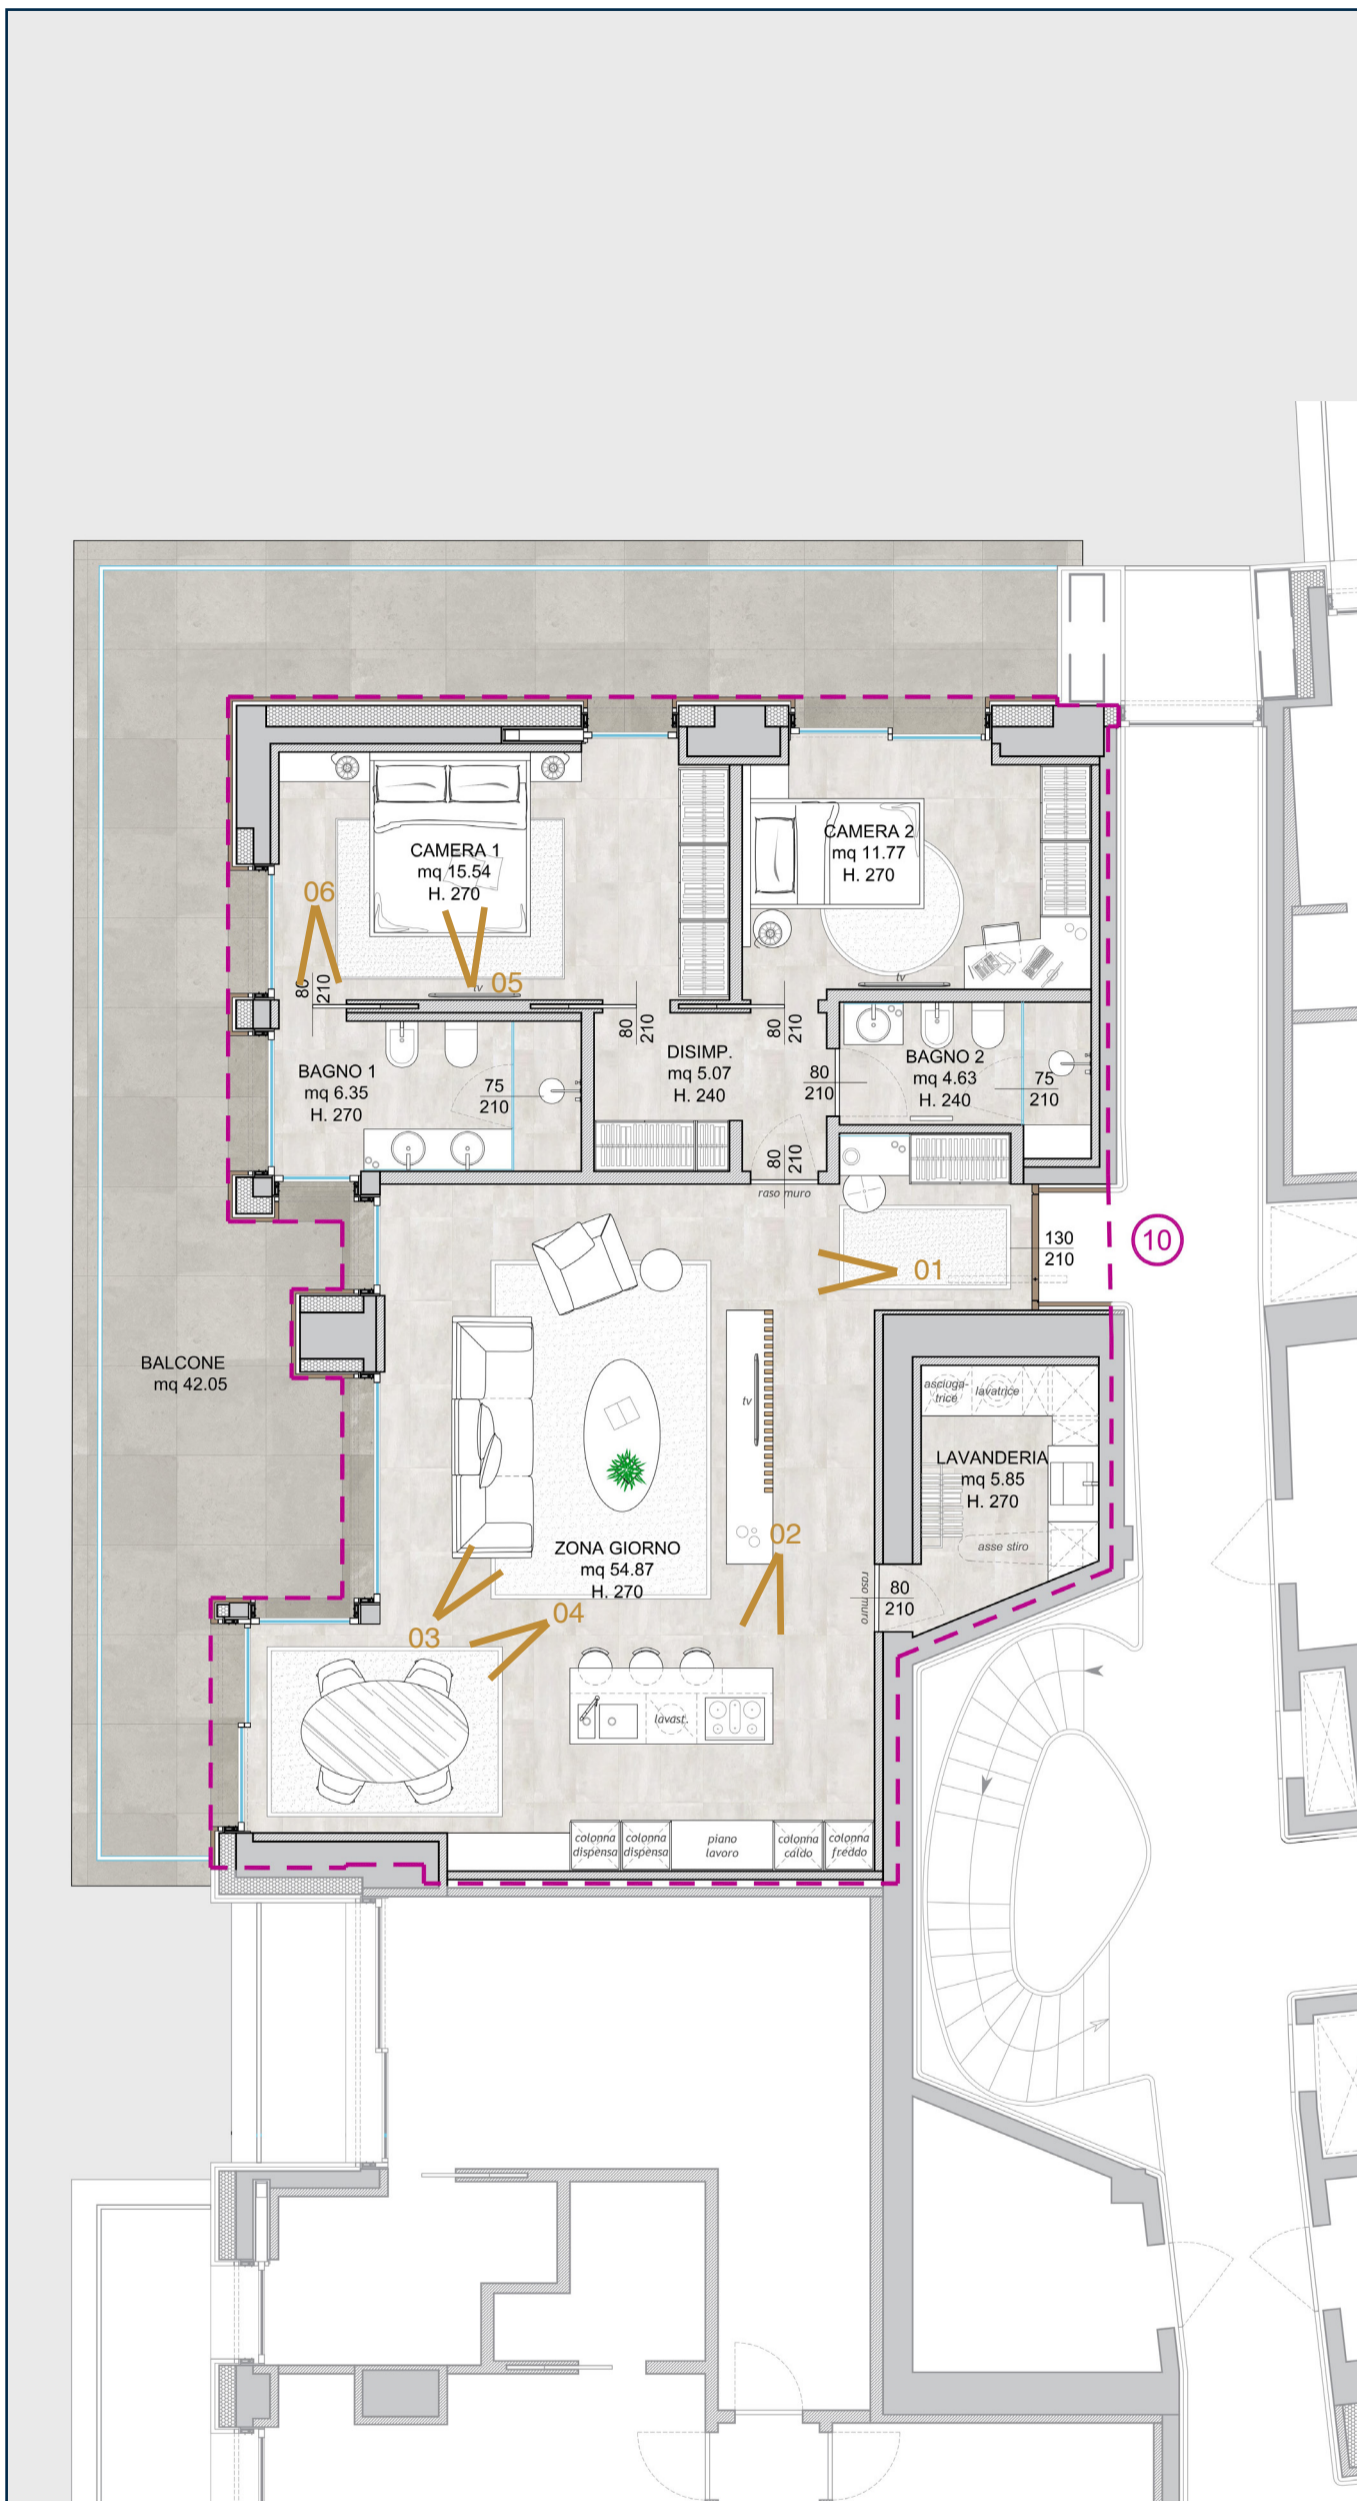 CAMERA 1
mq 15.54
H. 270
CAMERA 2
mq 11.77
H. 270
06
05
tv
80
210
tv
BAGNO 1
mq 6.35
H. 270
75
210
80
210
DISIMP.
mq 5.07
H. 240
80
210
80
210
BAGNO 2
mq 4.63
H. 240
75
210
80
210
raso muro
01
130
210
10
BALCONE
mq 42.05
tv
asciuga-
trice
lavatrice
LAVANDERIA
mq 5.85
H. 270
asse stiro
02
ZONA GIORNO
mq 54.87
H. 270
raso muro
80
210
03
04
lavast.
colonna
dispensa
colonna
dispensa
piano
lavoro
colonna
caldo
colonna
freddo